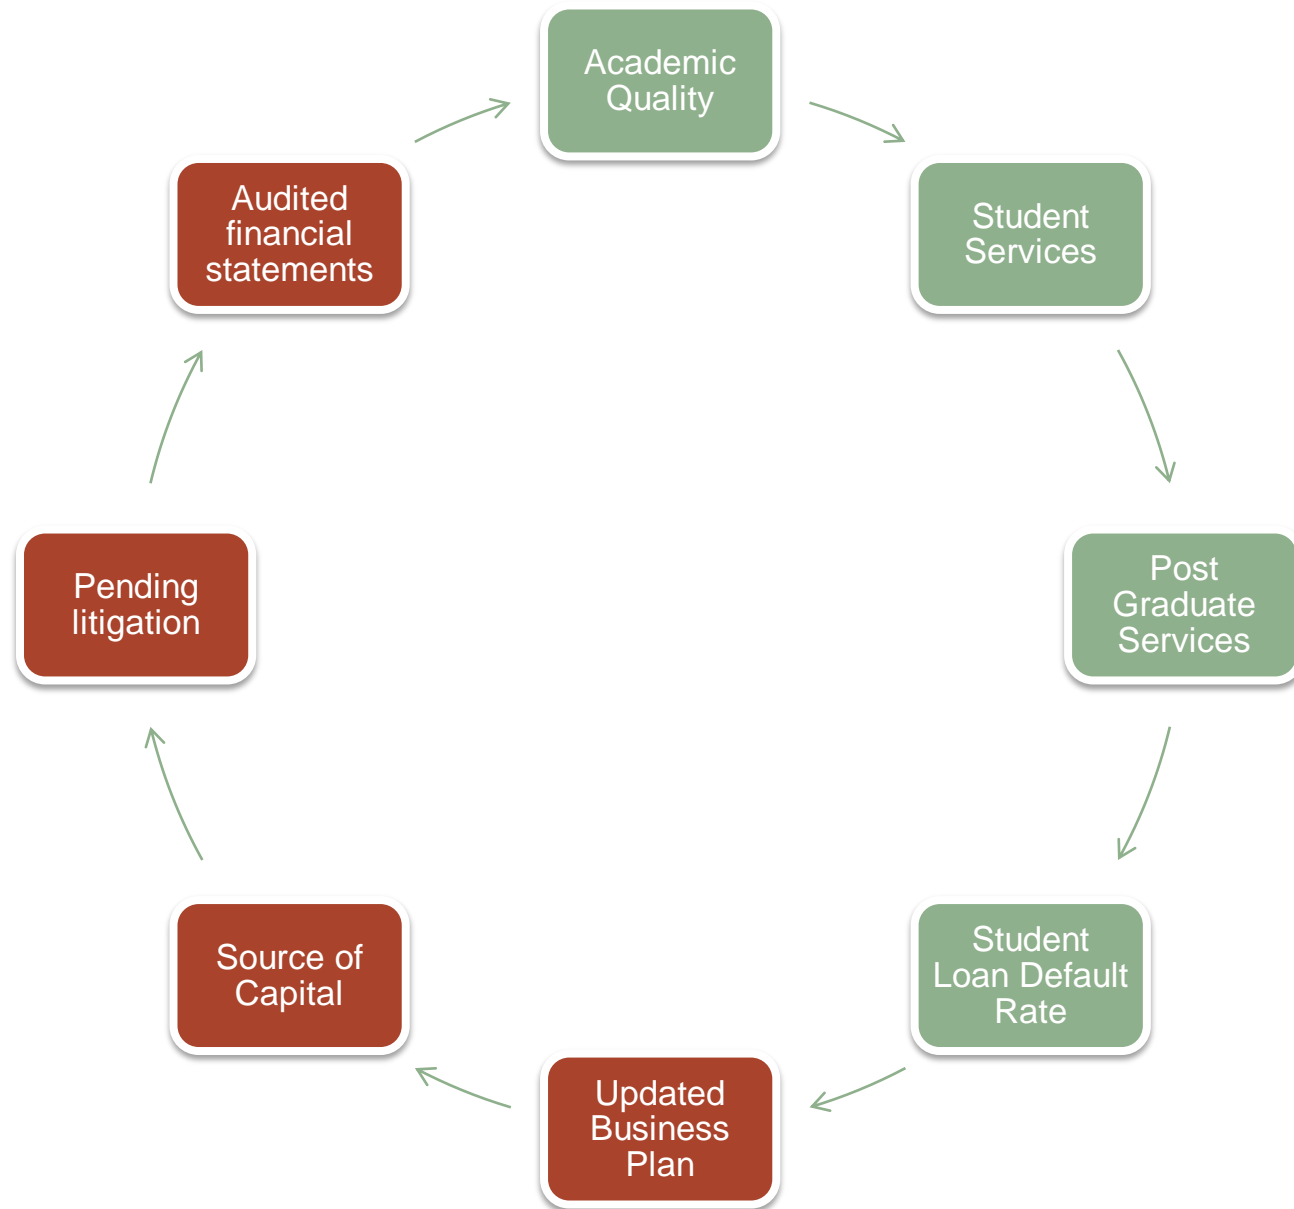 Academic
Quality
Student
Services
Post
Graduate
Services
Student
Loan Default
Rate
Updated
Business
Plan
Source of
Capital
Pending
litigation
Audited
financial
statements